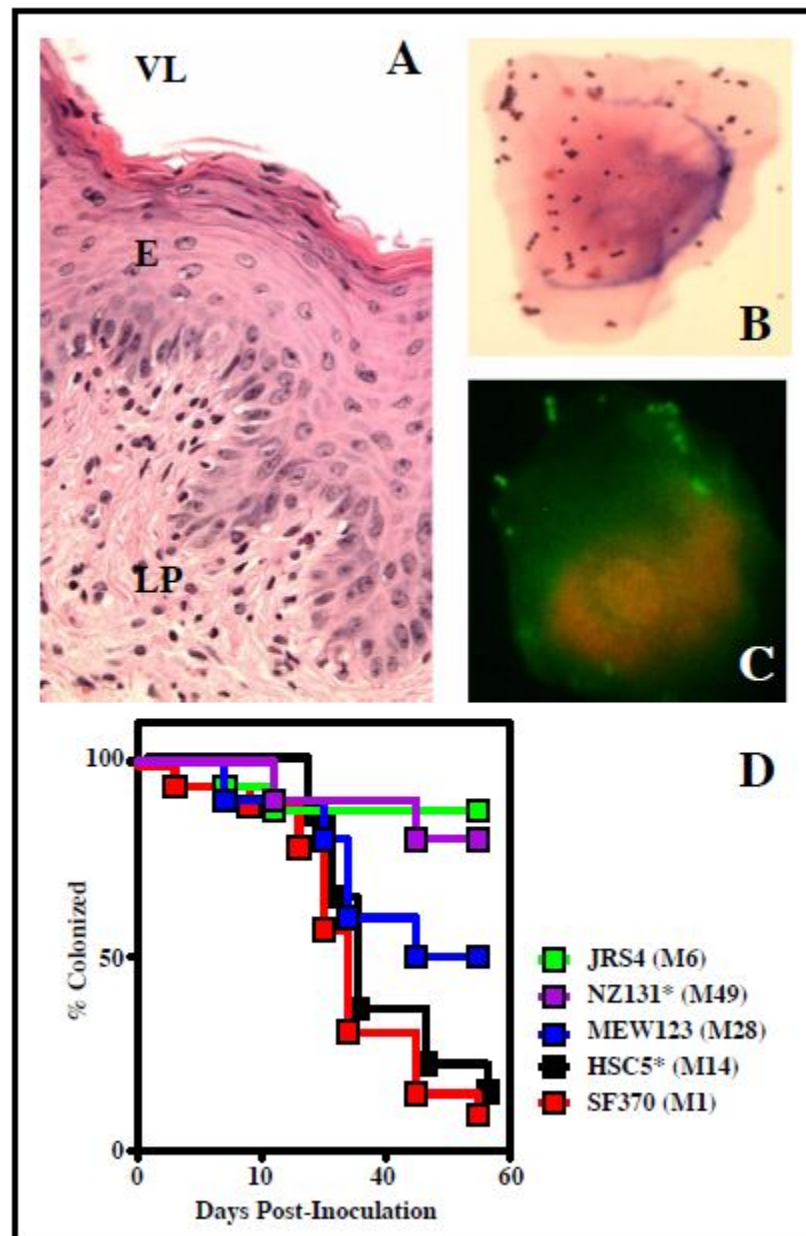 VL
A
E
LP
B
C
D
100
50
0
% Colonized
0 10 40 60
Days Post-Inoculation
JRS4 (M6)
NZ131* (M49)
MEW123 (M28)
HSC5* (M14)
SF370 (M1)